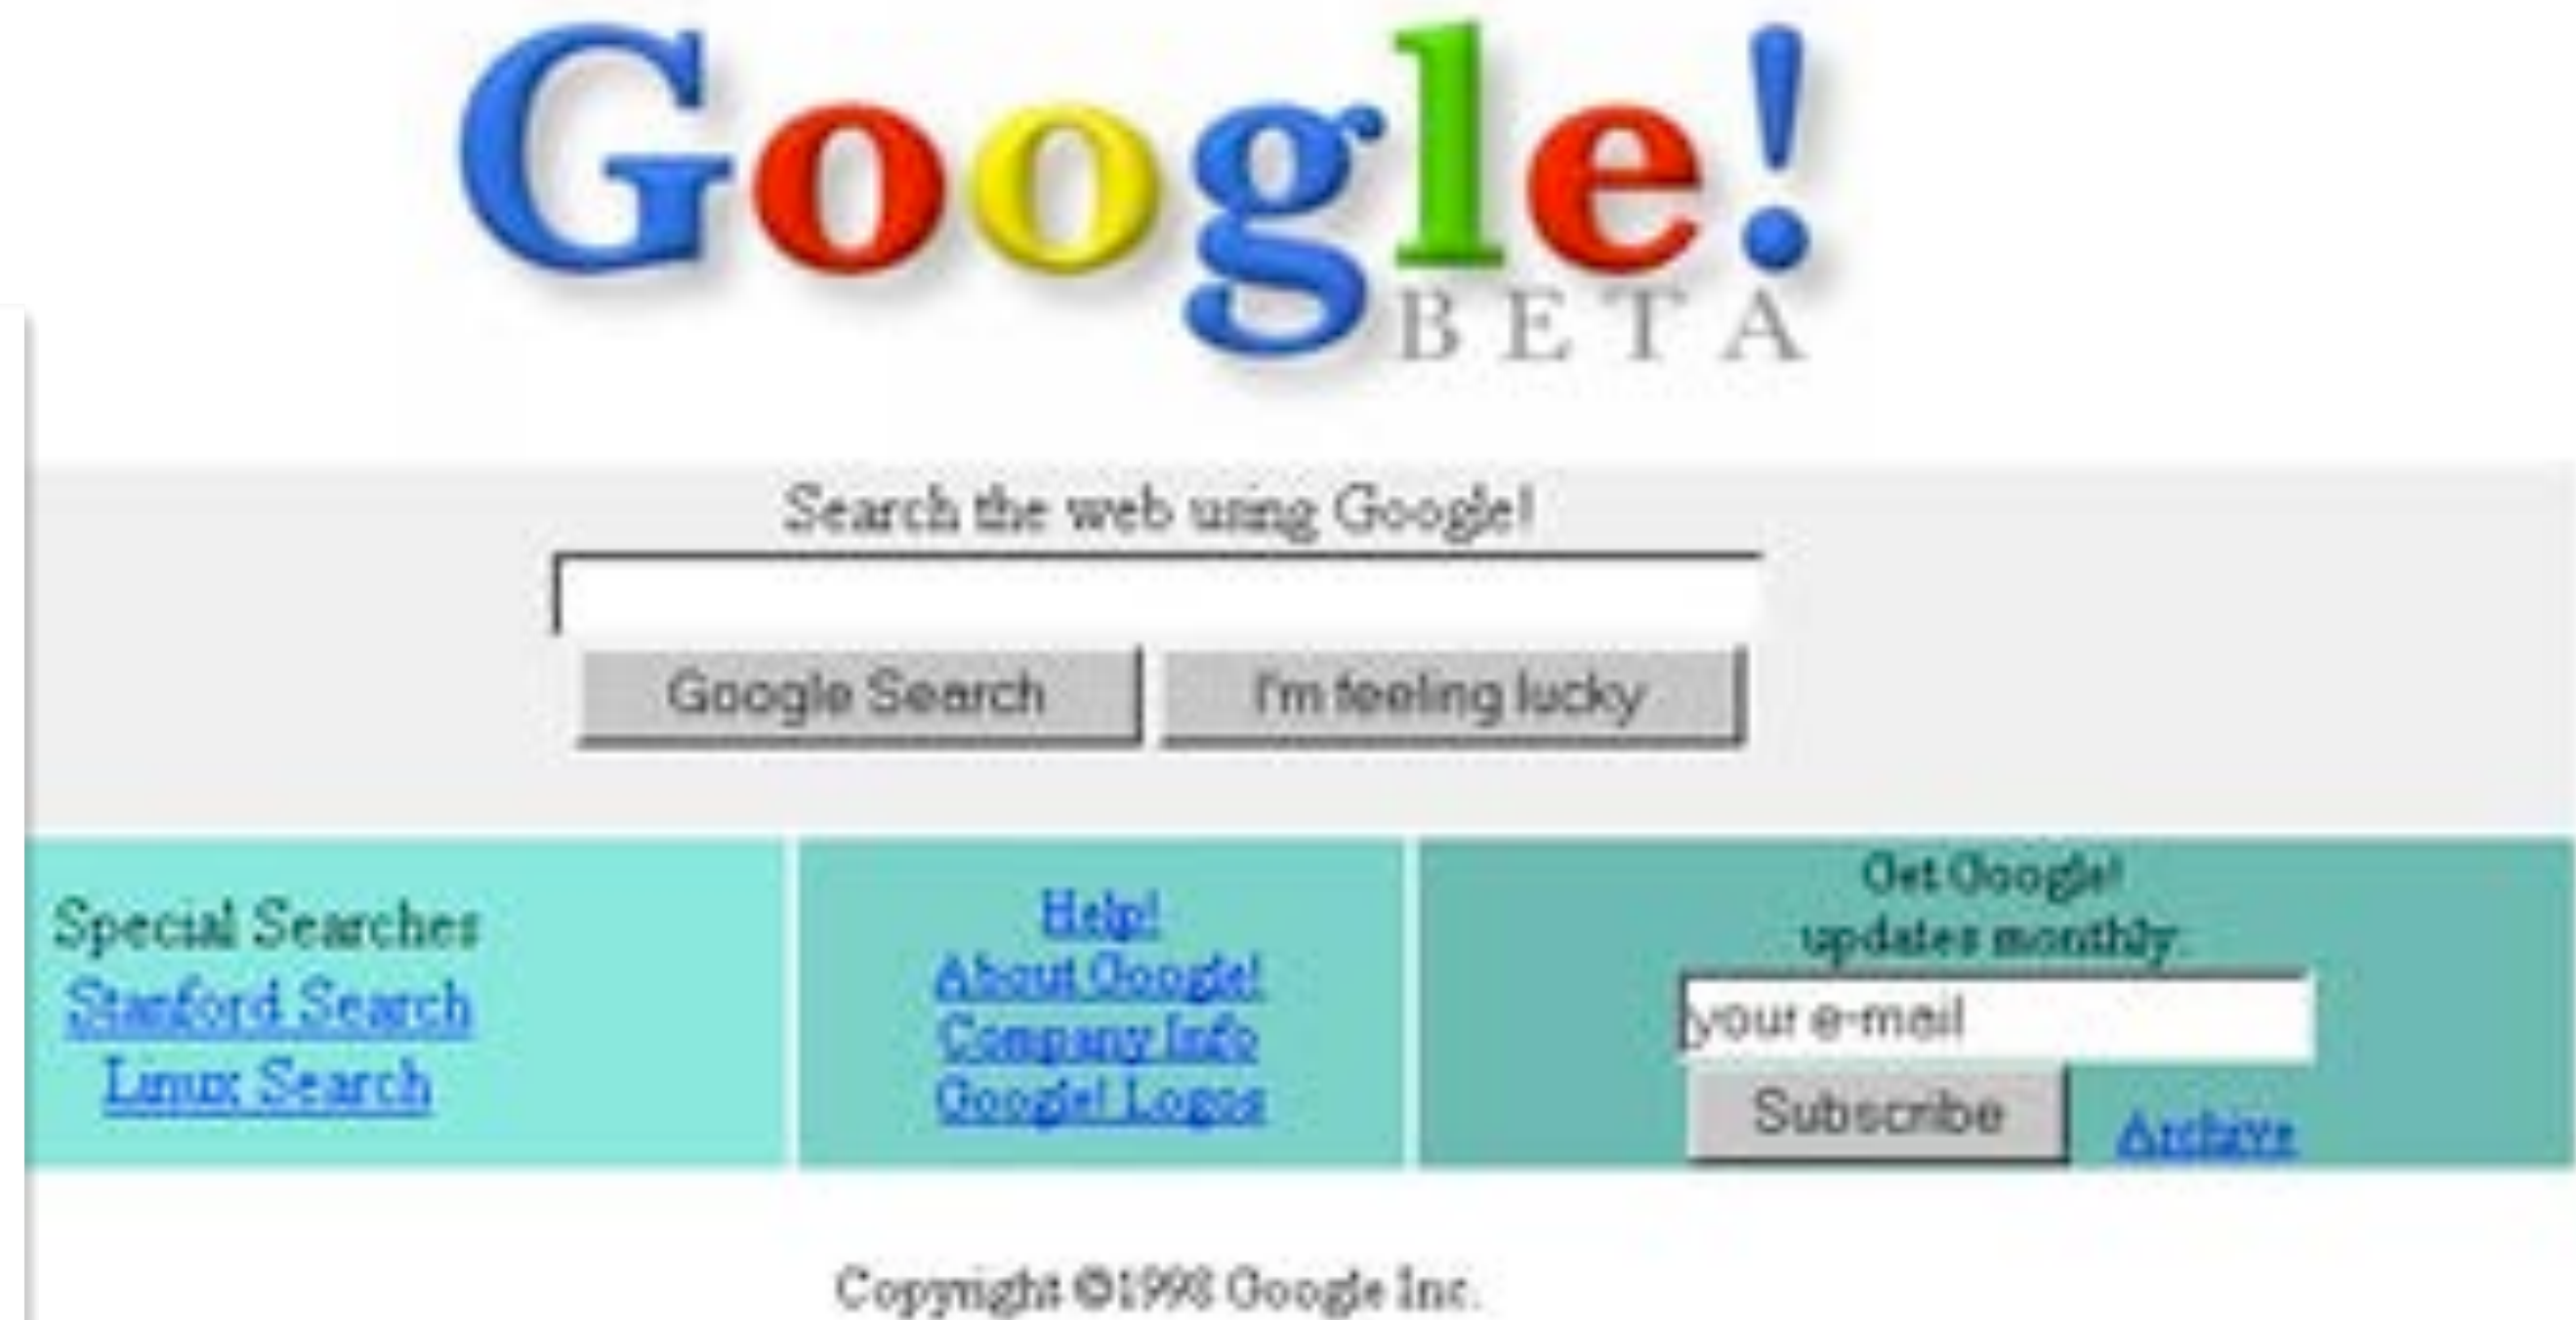 Google!
BETA
Search the web using Google!
Google Search
I'm feeling lucky
Special Searches
Stanford Search
Linux Search
Help!
About Google!
Company Info
Google! Logos
Get Google!
updates monthly.
your e-mail
Subscribe
Archive
Copyright ©1998 Google Inc.